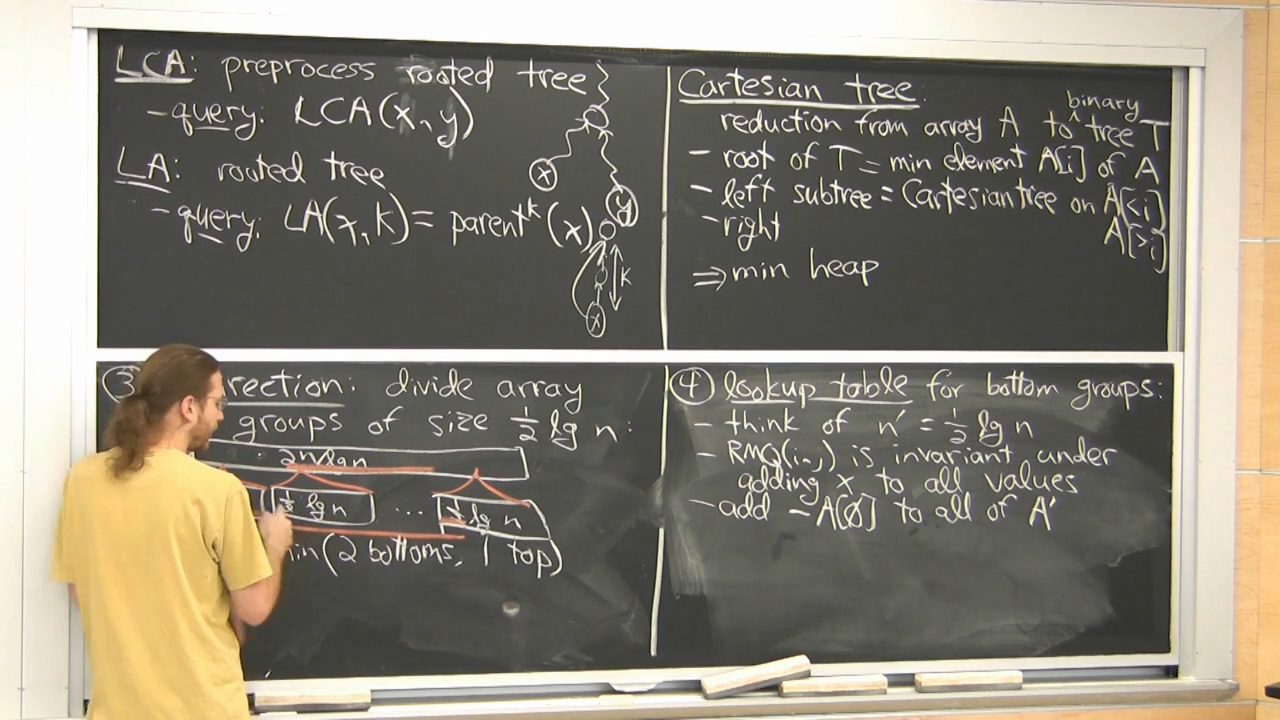 LCA: preprocess rooted tree
- query: LCA(x, y)
LA: rooted tree
- query: LA(x, k) = parent^k (x)
x
y
k
x
Cartesian tree:
binary
reduction from array A to ^ tree T
- root of T = min element A[i] of A
- left subtree = Cartesian tree on A[<i]
- right A[>i]
⇒ min heap
③ rection: divide array
groups of size ½ lg n:
2n/lg n
½ lg n ... ½ lg n
min(2 bottoms, 1 top)
④ lookup table for bottom groups:
- think of n' = ½ lg n
- RMQ(i, j) is invariant under
adding x to all values
- add -A[∅] to all of A'